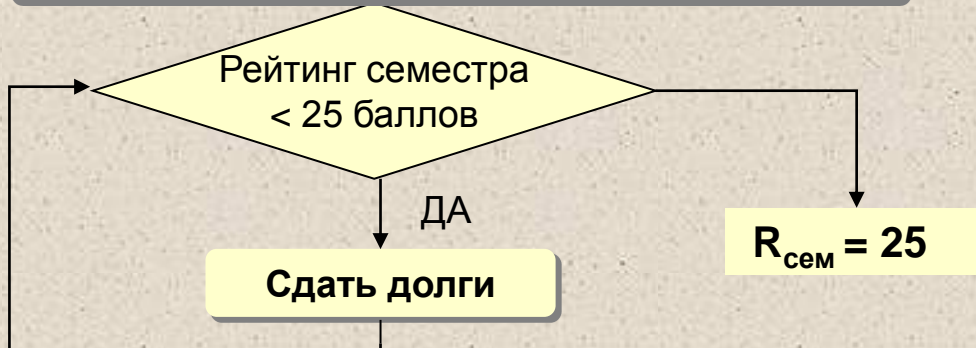 Рейтинг семестра
< 25 баллов
ДА
Rсем = 25
Сдать долги